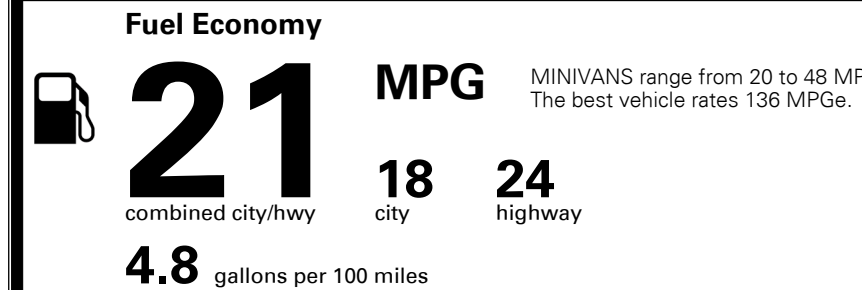 Fuel Economy
21 MPG
MINIVANS range from 20 to 48
The best vehicle rates 136 MPGe.
18 24
combined city/hwy city highway
4.8 gallons per 100 miles